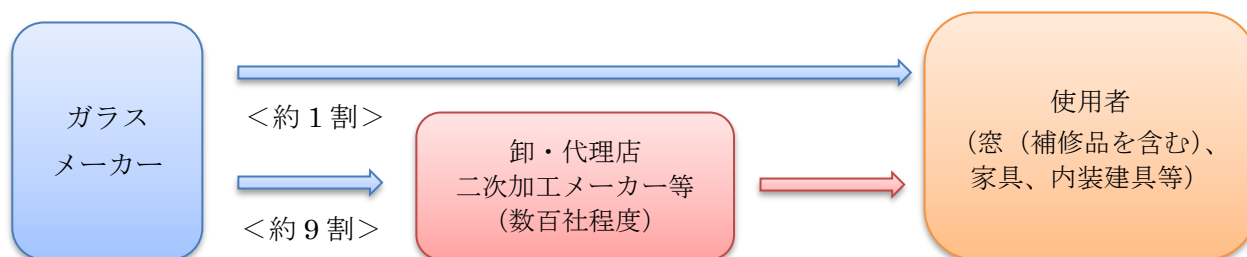 ガラス
メーカー
＜約 1 割＞
＜約 9 割＞
卸・代理店
二次加工メーカー等
（数百社程度）
使用者
（窓（補修品を含む）、
家具、内装建具等）